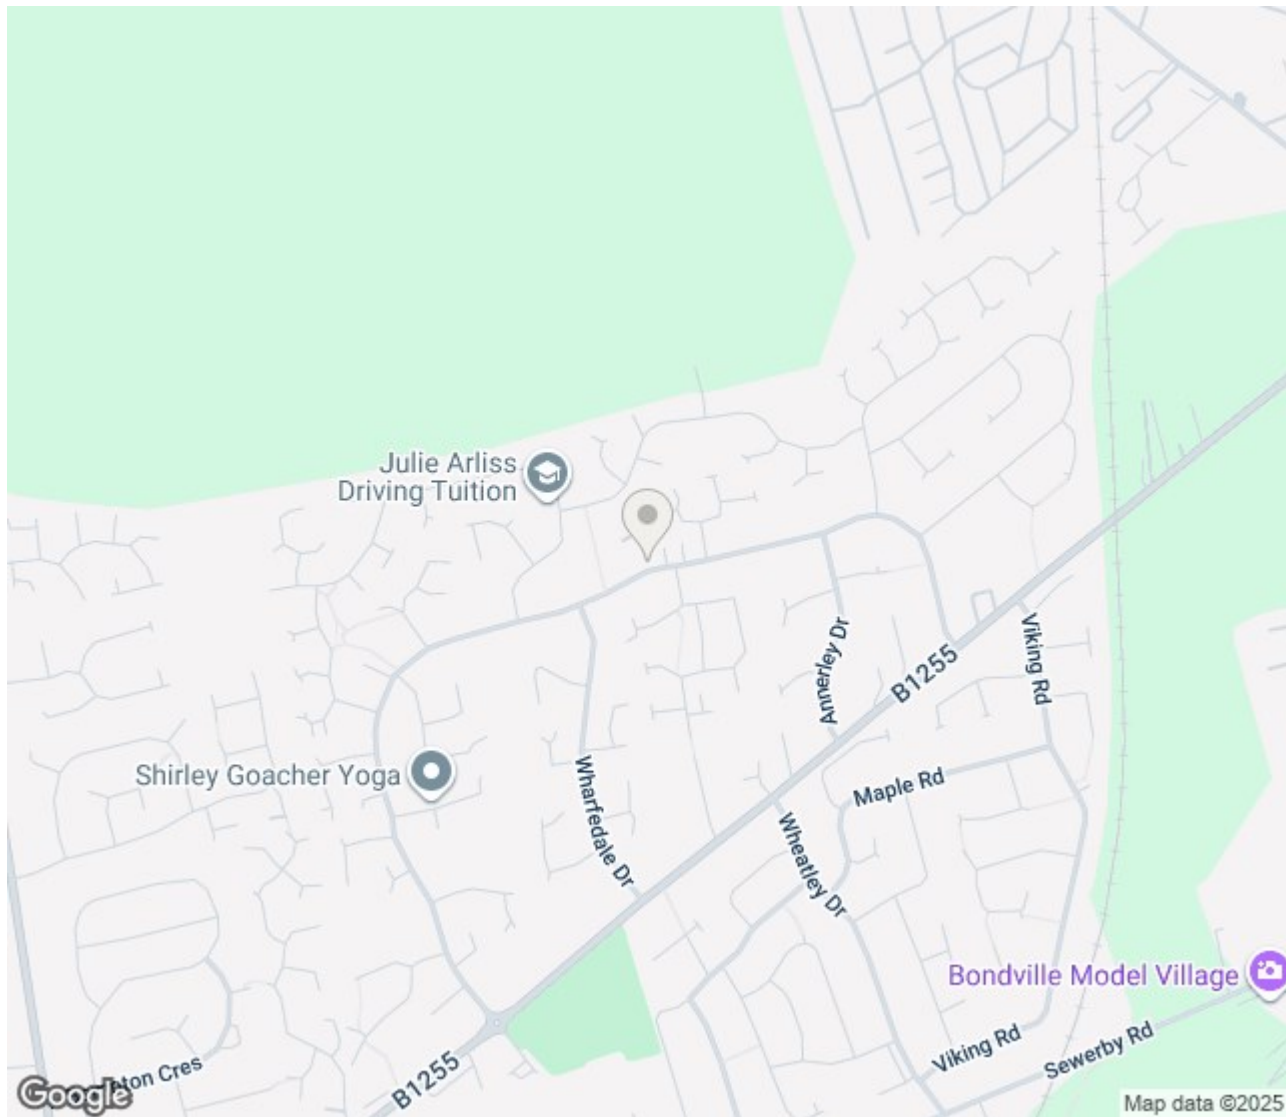 Julie Arliss
Driving Tuition
Annerley Dr
B1255
Viking Rd
Shirley Goacher Yoga
Wharfedale Dr
Maple Rd
Wheatley Dr
Bondville Model Village
Viking Rd
Sewerby Rd
B1255
Cres
Google
Map data ©2025